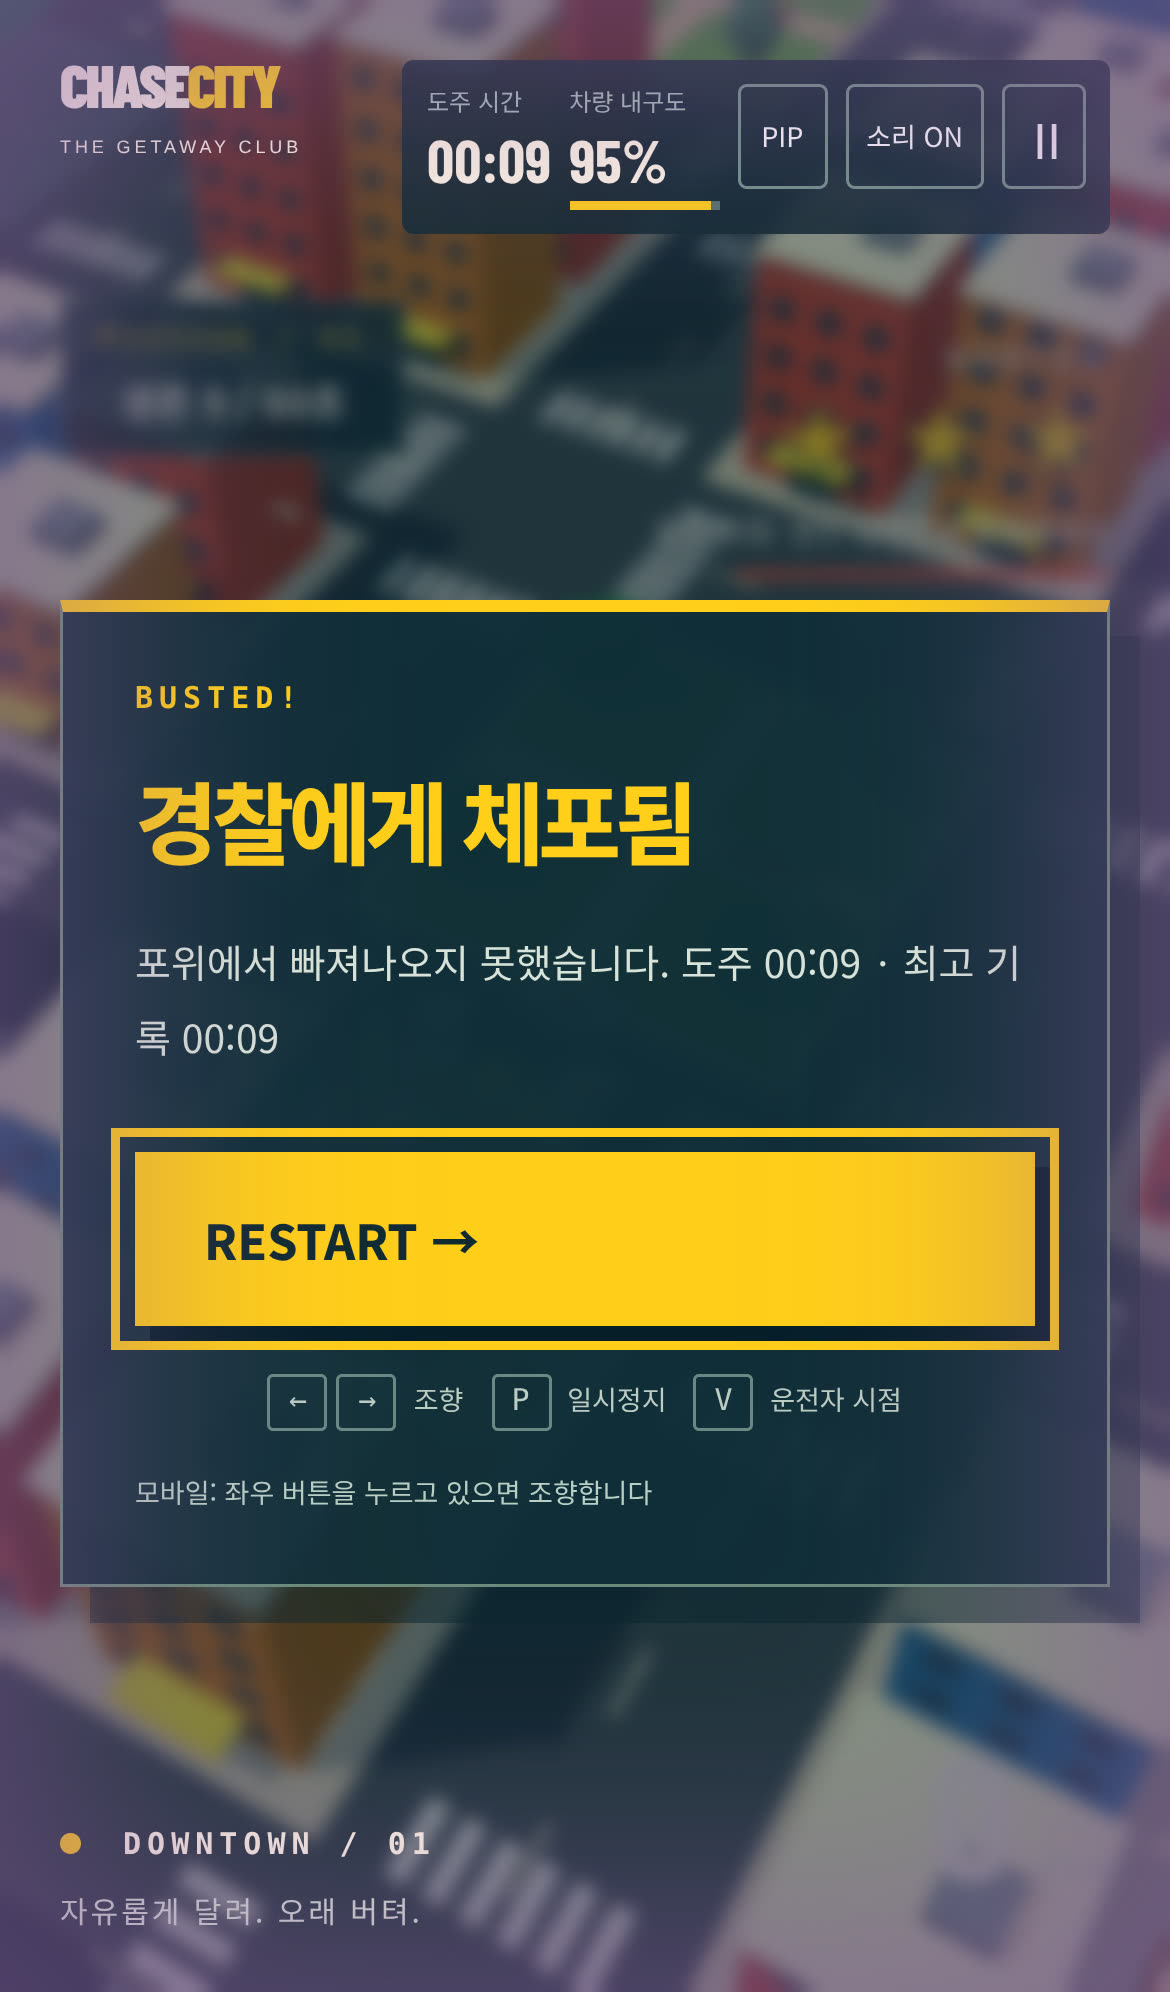 CHASECITY
THE GETAWAY CLUB
도주 시간
00:09
차량 내구도
95%
PIP
소리 ON
BUSTED!
경찰에게 체포됨
포위에서 빠져나오지 못했습니다. 도주 00:09 · 최고 기
록 00:09
RESTART →
← → 조향 P 일시정지 V 운전자 시점
모바일: 좌우 버튼을 누르고 있으면 조향합니다
DOWNTOWN / 01
자유롭게 달려. 오래 버텨.